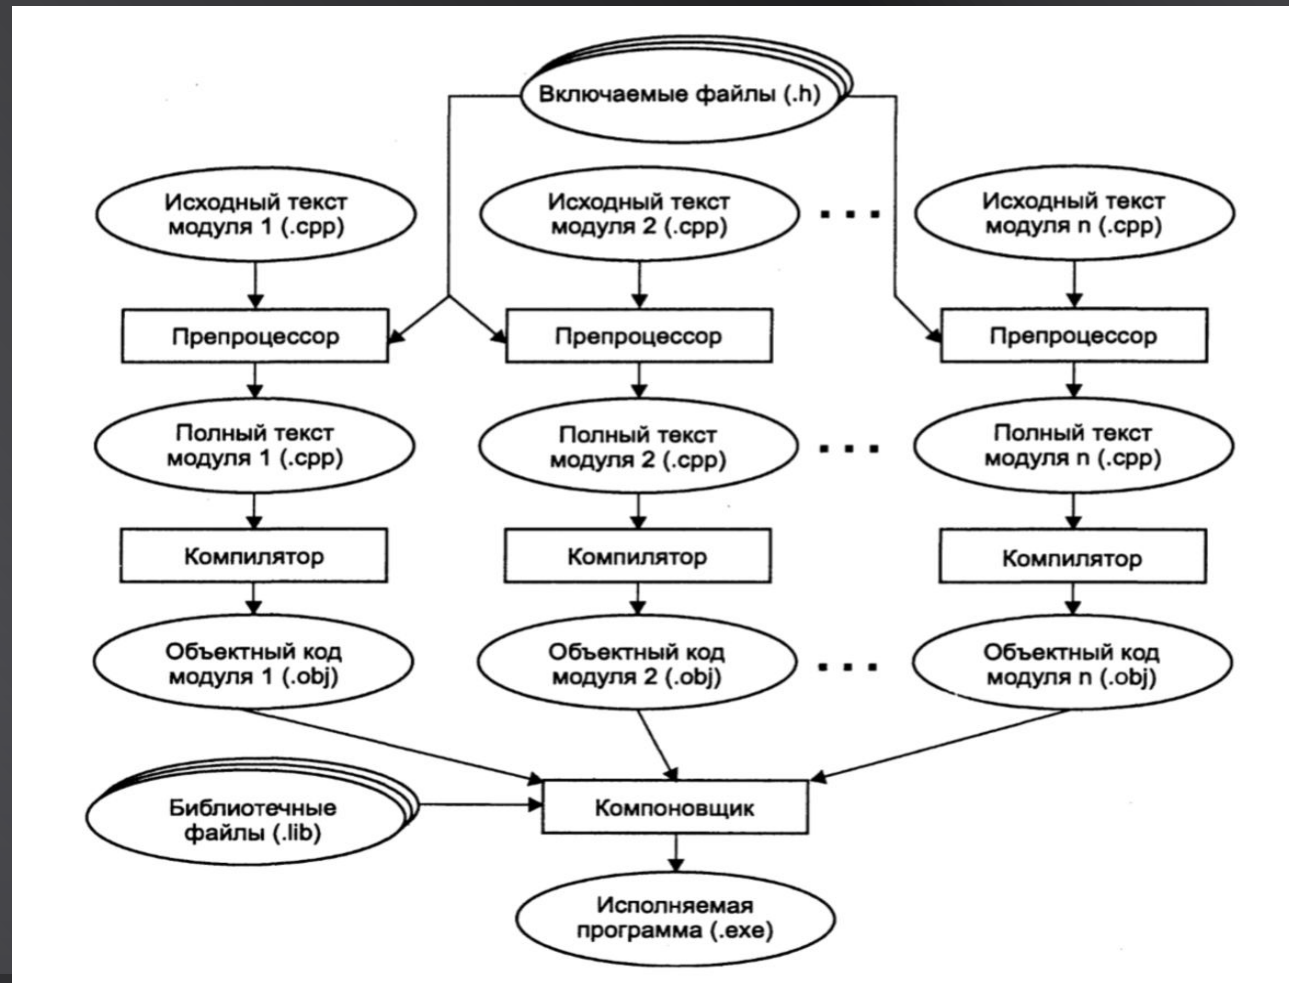 Включаемые файлы (.h)
Исходный текст
модуля 1 (.cpp)
Исходный текст
модуля 2 (.cpp)
Исходный текст
модуля n (.cpp)
Препроцессор
Препроцессор
Препроцессор
Полный текст
модуля 1 (.cpp)
Полный текст
модуля 2 (.cpp)
Полный текст
модуля n (.cpp)
Компилятор
Компилятор
Компилятор
Объектный код
модуля 1 (.obj)
Объектный код
модуля 2 (.obj)
Объектный код
модуля n (.obj)
Библиотечные
файлы (.lib)
Компоновщик
Исполняемая
программа (.exe)